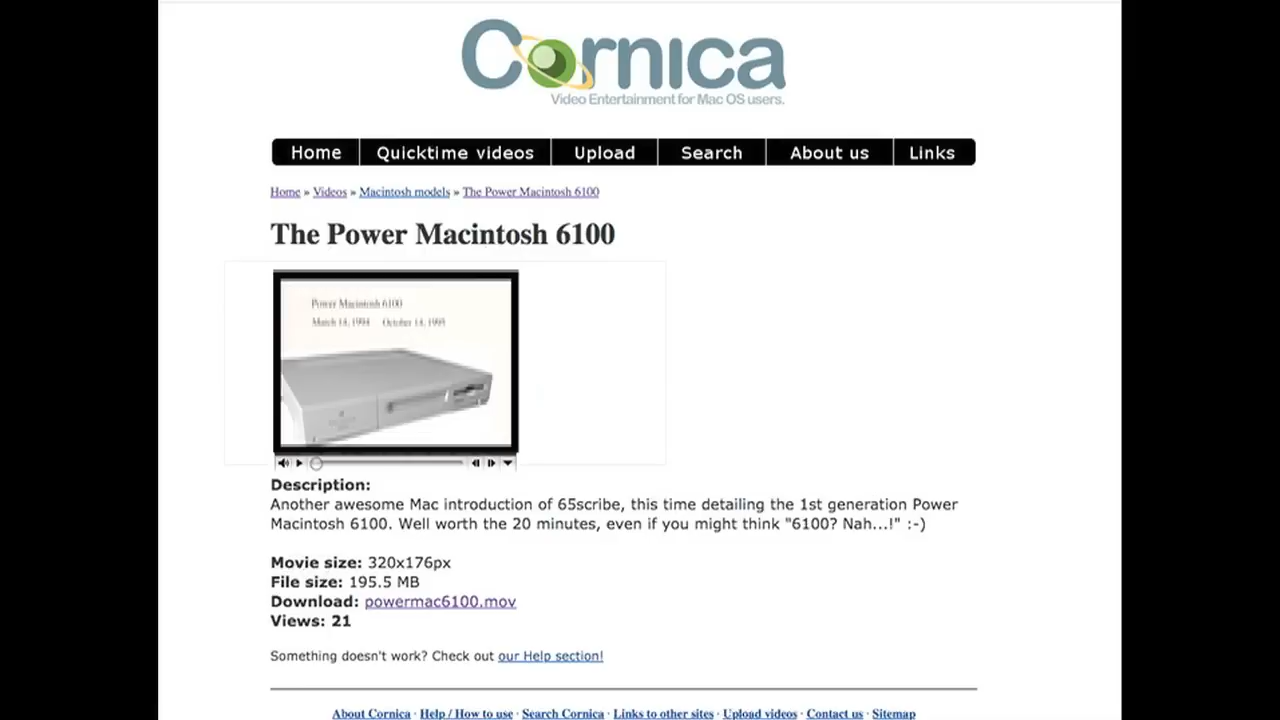 Cornica
Video Entertainment for Mac OS users.
Home Quicktime videos Upload Search About us Links
Home » Videos » Macintosh models » The Power Macintosh 6100
The Power Macintosh 6100
Power Macintosh 6100
March 14, 1994 October 14, 1995
Description:
Another awesome Mac introduction of 65scribe, this time detailing the 1st generation Power
Macintosh 6100. Well worth the 20 minutes, even if you might think "6100? Nah...!" :-)
Movie size: 320x176px
File size: 195.5 MB
Download: powermac6100.mov
Views: 21
Something doesn't work? Check out our Help section!
About Cornica · Help / How to use · Search Cornica · Links to other sites · Upload videos · Contact us · Sitemap